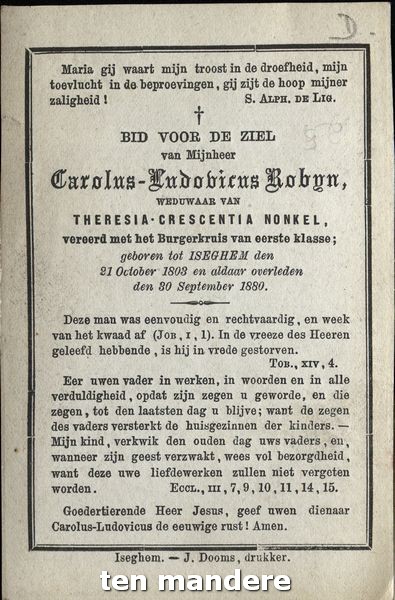 D.
Maria gij waart mijn troost in de droefheid, mijn
toevlucht in de beproevingen, gij zijt de hoop mijner
zaligheid! S. ALPH. DE LIG.
†
BID VOOR DE ZIEL
van Mijnheer
Carolus-Ludovicus Robyn,
WEDUWAAR VAN
THERESIA-CRESCENTIA NONKEL,
vereerd met het Burgerkruis van eerste klasse;
geboren tot ISEGHEM den
21 October 1803 en aldaar overleden
den 30 September 1880.
Deze man was eenvoudig en rechtvaardig, en week
van het kwaad af (JOB, I, 1). In de vreeze des Heeren
geleefd hebbende, is hij in vrede gestorven.
TOB., XIV, 4.
Eer uwen vader in werken, in woorden en in alle
verduldigheid, opdat zijn zegen u geworde, en die
zegen, tot den laatsten dag u blijve; want de zegen
des vaders versterkt de huisgezinnen der kinders. —
Mijn kind, verkwik den ouden dag uws vaders, en,
wanneer zijn geest verzwakt, wees vol bezorgdheid,
want deze uwe liefdewerken zullen niet vergeten
worden. ECCL., III, 7, 9, 10, 11, 14, 15.
Goedertierende Heer Jesus, geef uwen dienaar
Carolus-Ludovicus de eeuwige rust! Amen.
Iseghem. — J. Dooms, drukker.
ten mandere